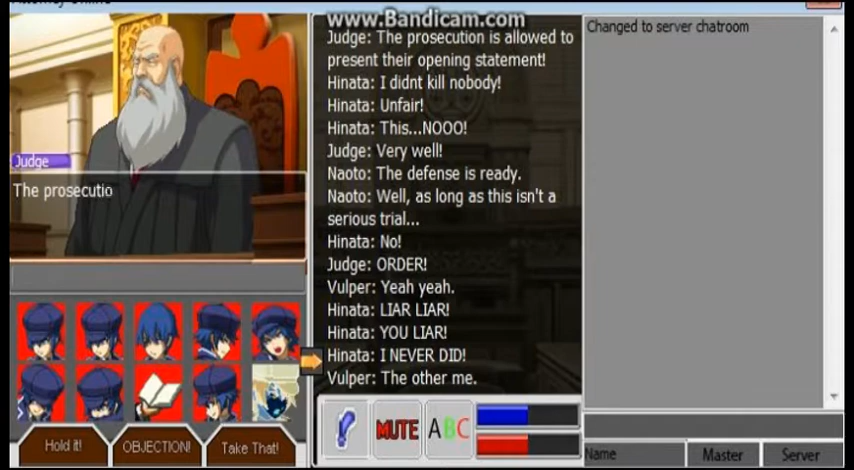 www.Bandicam.com
Judge
The prosecutio
Judge: The prosecution is allowed to
present their opening statement!
Hinata: I didnt kill nobody!
Hinata: Unfair!
Hinata: This...NOOO!
Judge: Very well!
Naoto: The defense is ready.
Naoto: Well, as long as this isn't a
serious trial...
Hinata: No!
Judge: ORDER!
Vulper: Yeah yeah.
Hinata: LIAR LIAR!
Hinata: YOU LIAR!
Hinata: I NEVER DID!
Vulper: The other me.
Changed to server chatroom
Hold it!
OBJECTION!
Take That!
MUTE
ABC
Name
Master
Server